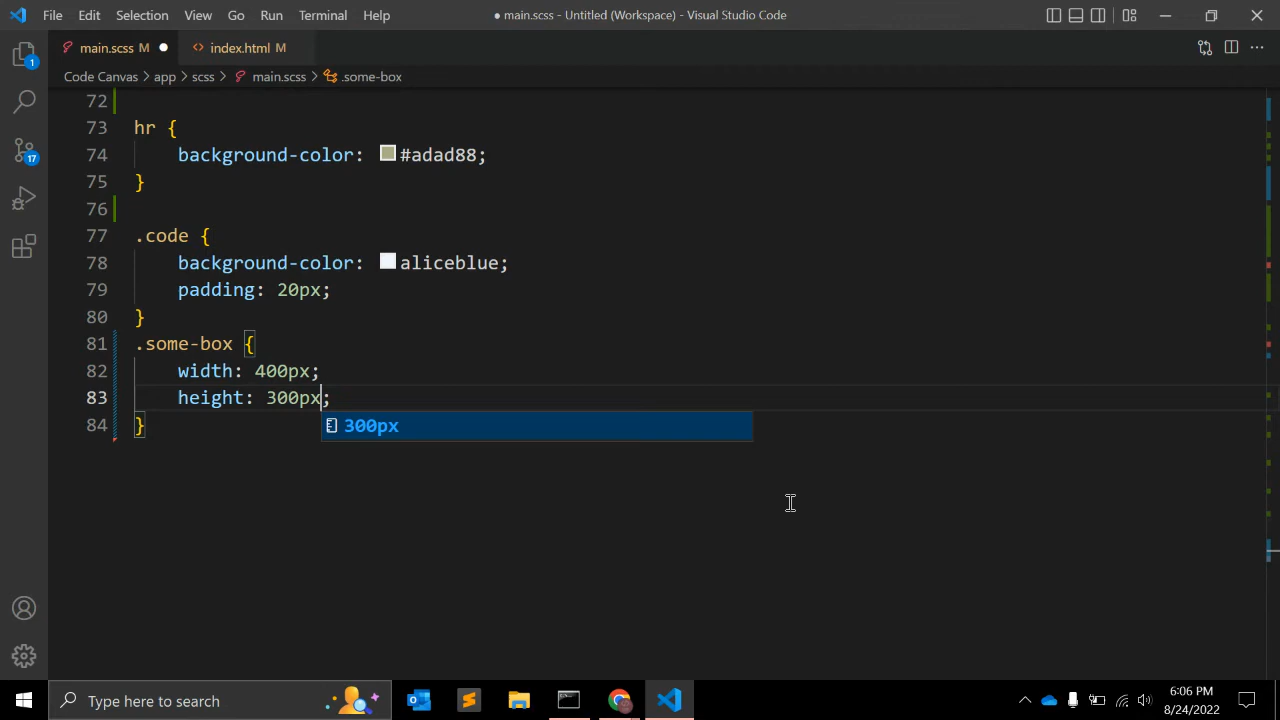 File Edit Selection View Go Run Terminal Help ● main.scss - Untitled (Workspace) - Visual Studio Code
main.scss M ● index.html M
Code Canvas > app > scss > main.scss > .some-box
72
73 hr {
74 background-color: #adad88;
75 }
76
77 .code {
78 background-color: aliceblue;
79 padding: 20px;
80 }
81 .some-box {
82 width: 400px;
83 height: 300px;
300px
84 }
1
17
Type here to search
6:06 PM
8/24/2022